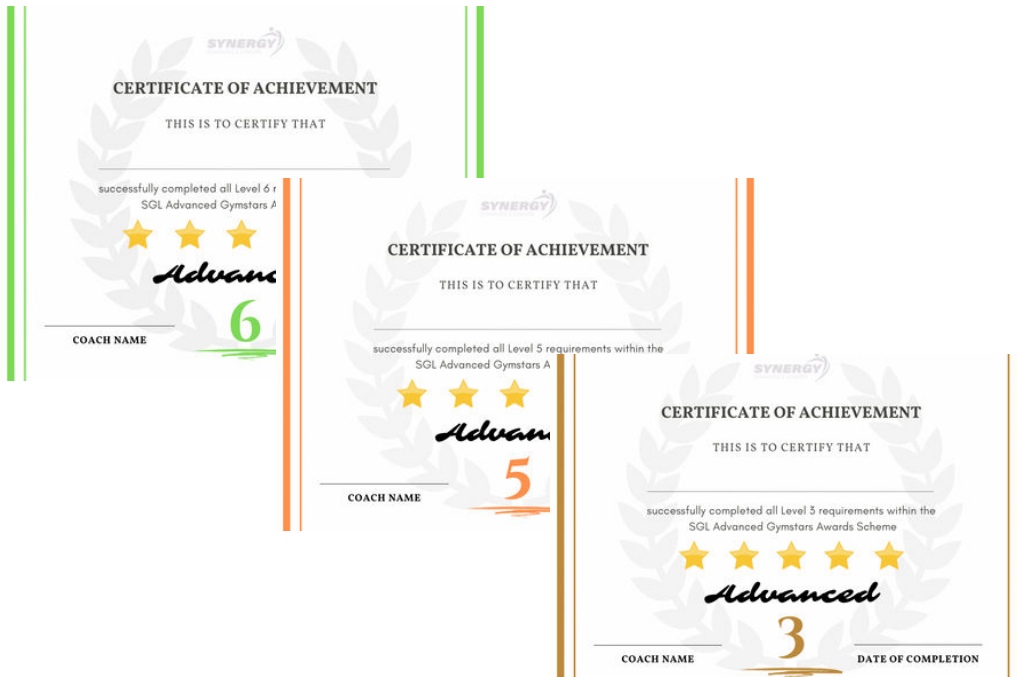 SYNERGY
CERTIFICATE OF ACHIEVEMENT
THIS IS TO CERTIFY THAT
successfully completed all Level 6
SGL Advanced Gymstars A
Advanc
6
COACH NAME
SYNERGY
CERTIFICATE OF ACHIEVEMENT
THIS IS TO CERTIFY THAT
successfully completed all Level 5 requirements within the
SGL Advanced Gymstars A
Advan
5
COACH NAME
SYNERGY
CERTIFICATE OF ACHIEVEMENT
THIS IS TO CERTIFY THAT
successfully completed all Level 3 requirements within the
SGL Advanced Gymstars Awards Scheme
Advanced
3
COACH NAME
DATE OF COMPLETION